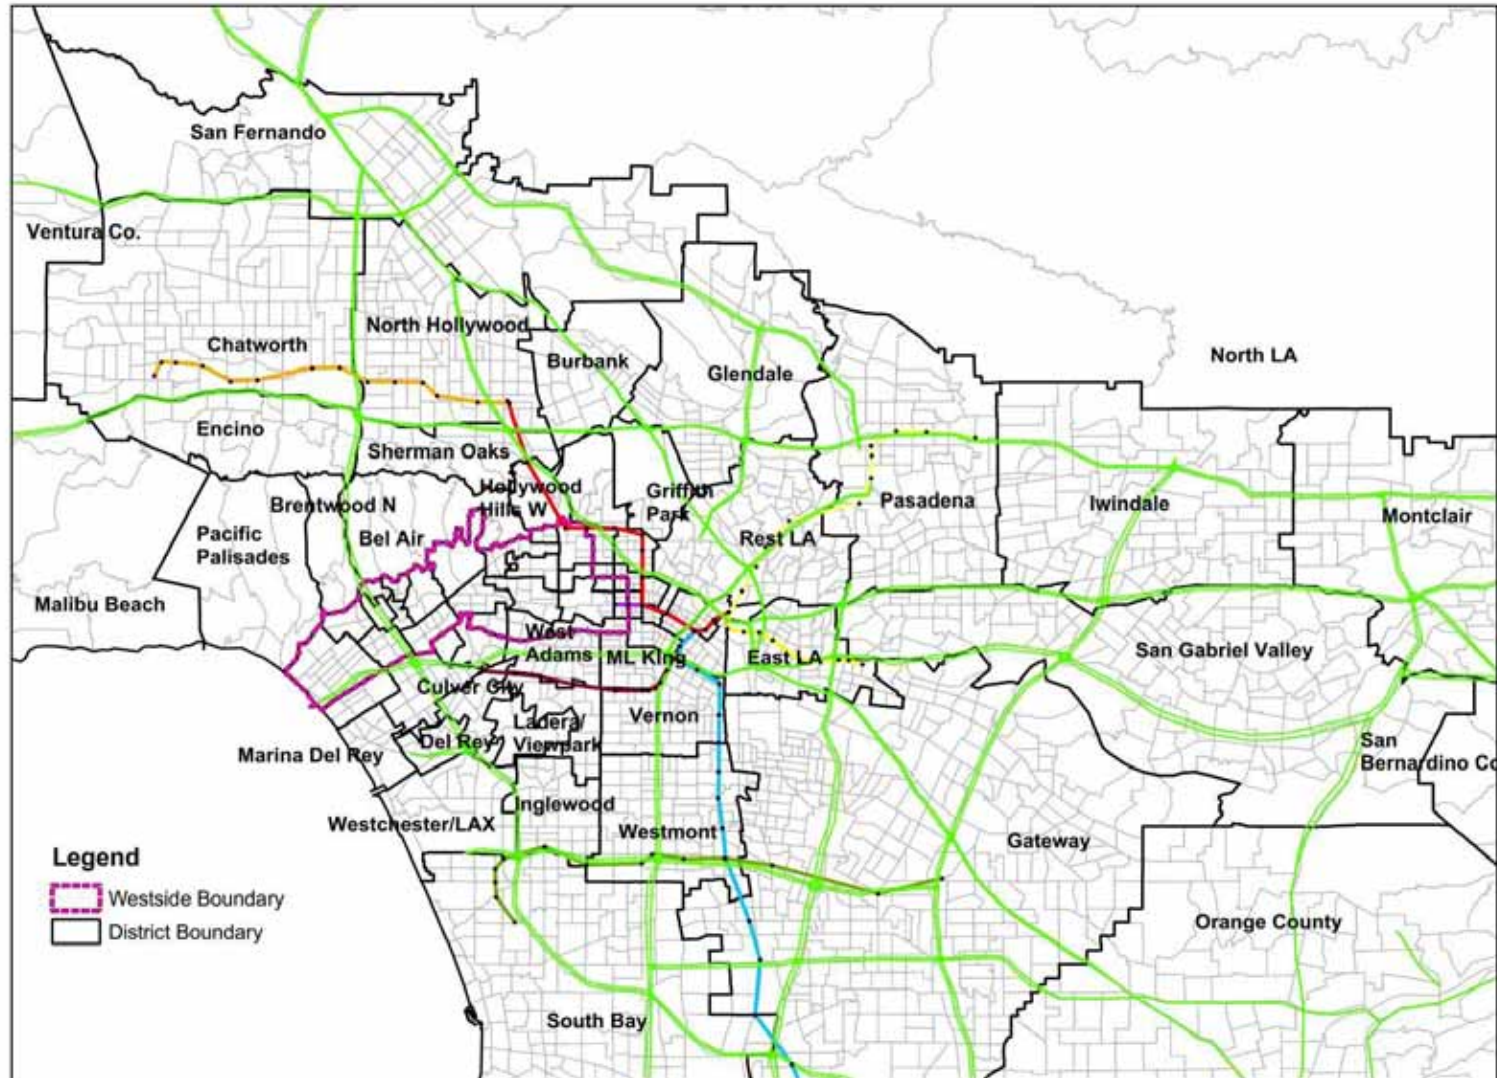 San Fernando
Ventura Co.
North Hollywood
Chatworth
Burbank
Glendale
North LA
Encino
Sherman Oaks
Hollywood
Hills W
Griffith
Park
Pasadena
Iwindale
Montclair
Brentwood N
Bel Air
Pacific
Palisades
Rest LA
Malibu Beach
West
Adams
ML King
East LA
San Gabriel Valley
Culver City
Vernon
Ladera/
Viewpark
Del Rey
Marina Del Rey
San
Bernardino Co
Inglewood
Westchester/LAX
Westmont
Gateway
Legend
Westside Boundary
District Boundary
Orange County
South Bay